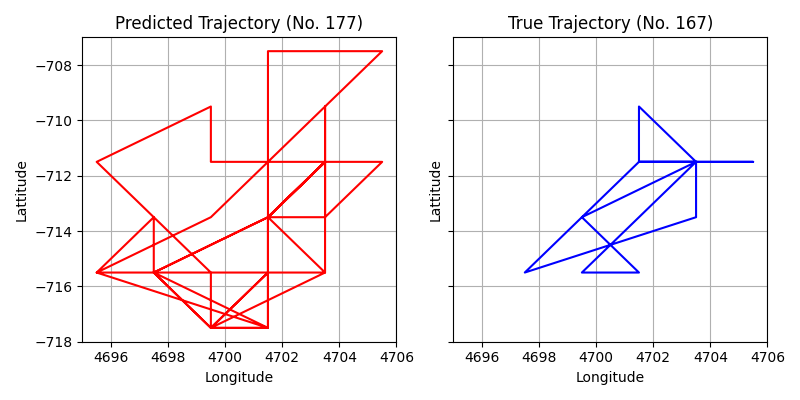 Predicted Trajectory (No. 177)
True Trajectory (No. 167)
Lattitude
−708
−710
−712
−714
−716
−718
4696 4698 4700 4702 4704 4706
Longitude
Lattitude
4696 4698 4700 4702 4704 4706
Longitude